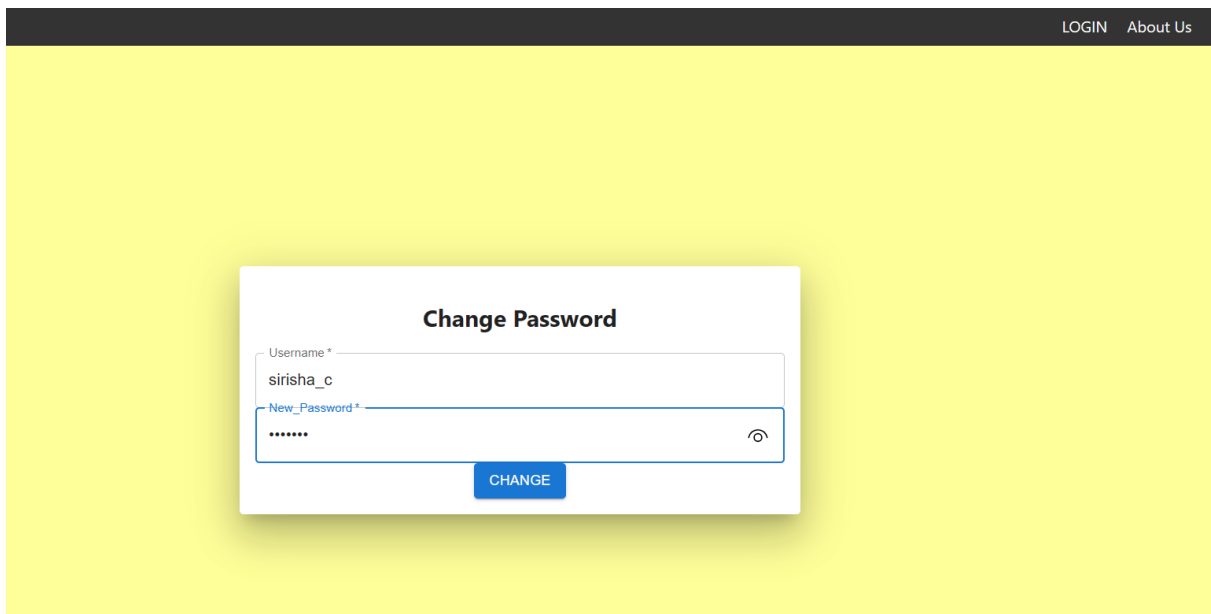 LOGIN About Us
Change Password
Username *
sirisha_c
New_Password *
•••••••
CHANGE